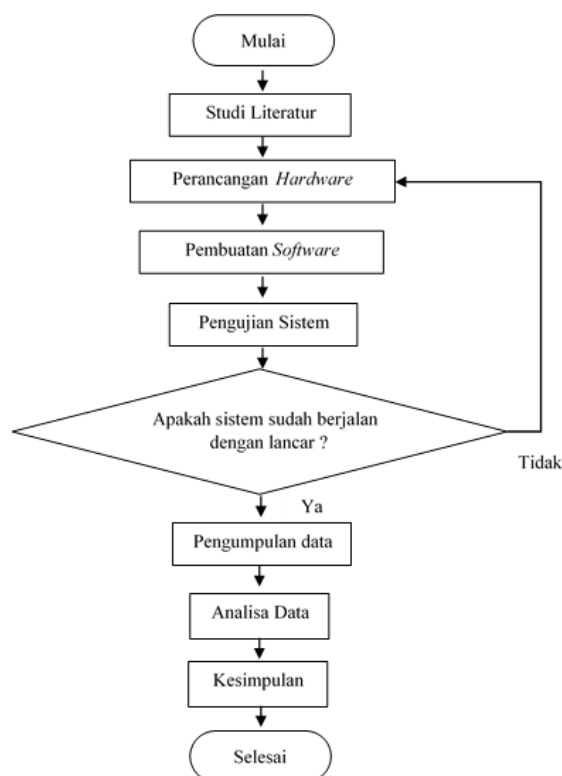 Mulai
Studi Literatur
Perancangan Hardware
Pembuatan Software
Pengujian Sistem
Apakah sistem sudah berjalan
dengan lancar ?
Tidak
Ya
Pengumpulan data
Analisa Data
Kesimpulan
Selesai